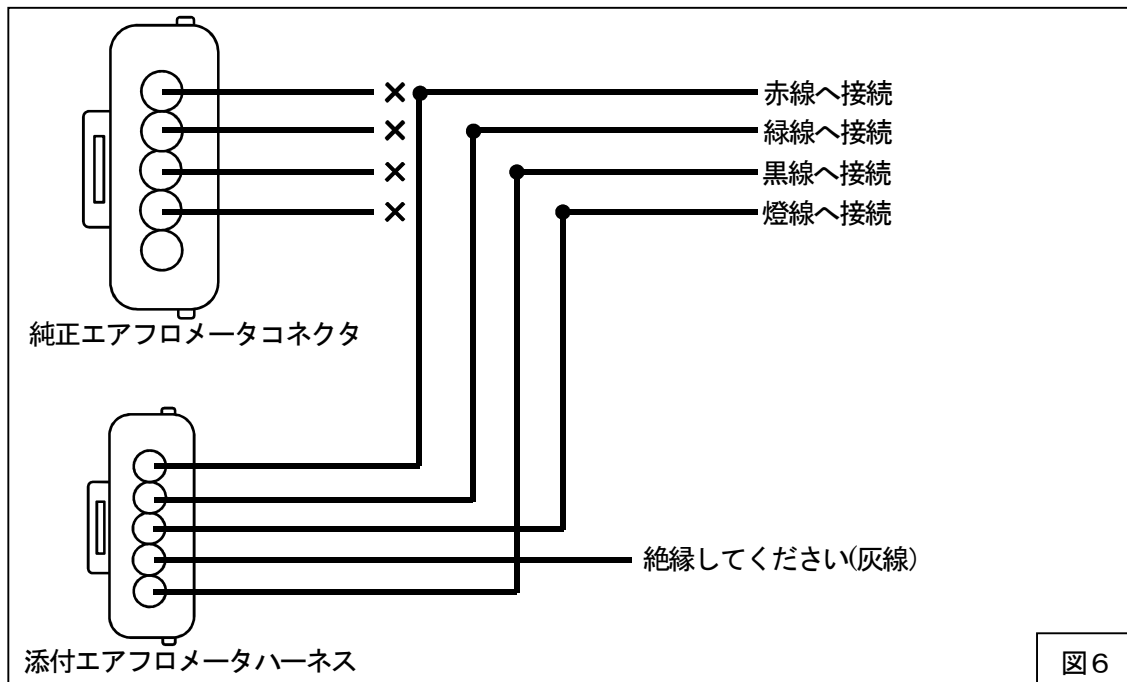 赤線へ接続
緑線へ接続
黒線へ接続
燈線へ接続
純正エアフロメータコネクタ
絶縁してください(灰線)
添付エアフロメータハーネス
図6